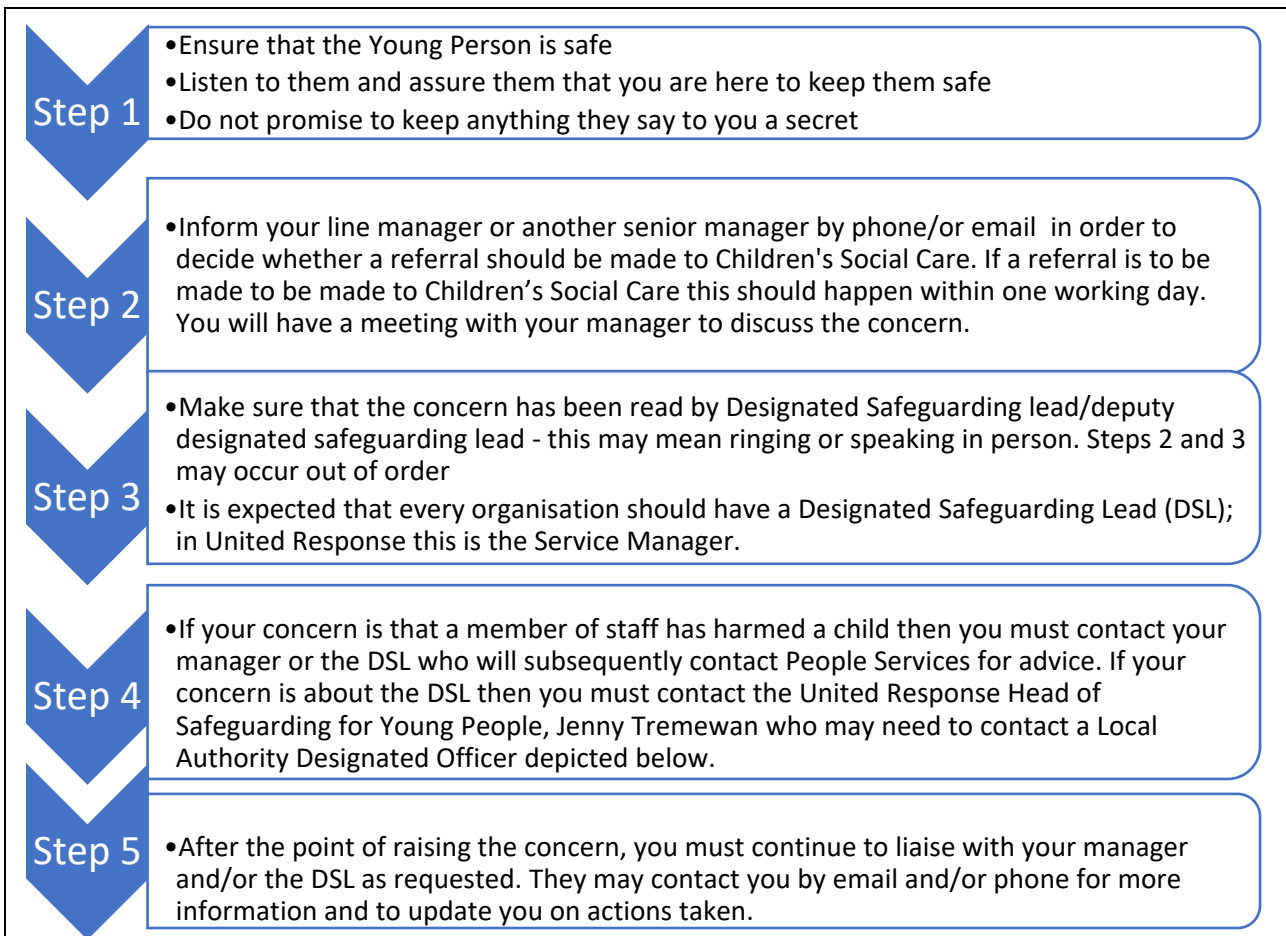 Step 1
•Ensure that the Young Person is safe
•Listen to them and assure them that you are here to keep them safe
•Do not promise to keep anything they say to you a secret
Step 2
•Inform your line manager or another senior manager by phone/or email  in order to
decide whether a referral should be made to Children's Social Care. If a referral is to be
made to be made to Children’s Social Care this should happen within one working day.
You will have a meeting with your manager to discuss the concern.
Step 3
•Make sure that the concern has been read by Designated Safeguarding lead/deputy
designated safeguarding lead - this may mean ringing or speaking in person. Steps 2 and 3
may occur out of order
•It is expected that every organisation should have a Designated Safeguarding Lead (DSL);
in United Response this is the Service Manager.
Step 4
•If your concern is that a member of staff has harmed a child then you must contact your
manager or the DSL who will subsequently contact People Services for advice. If your
concern is about the DSL then you must contact the United Response Head of
Safeguarding for Young People, Jenny Tremewan who may need to contact a Local
Authority Designated Officer depicted below.
Step 5
•After the point of raising the concern, you must continue to liaise with your manager
and/or the DSL as requested. They may contact you by email and/or phone for more
information and to update you on actions taken.